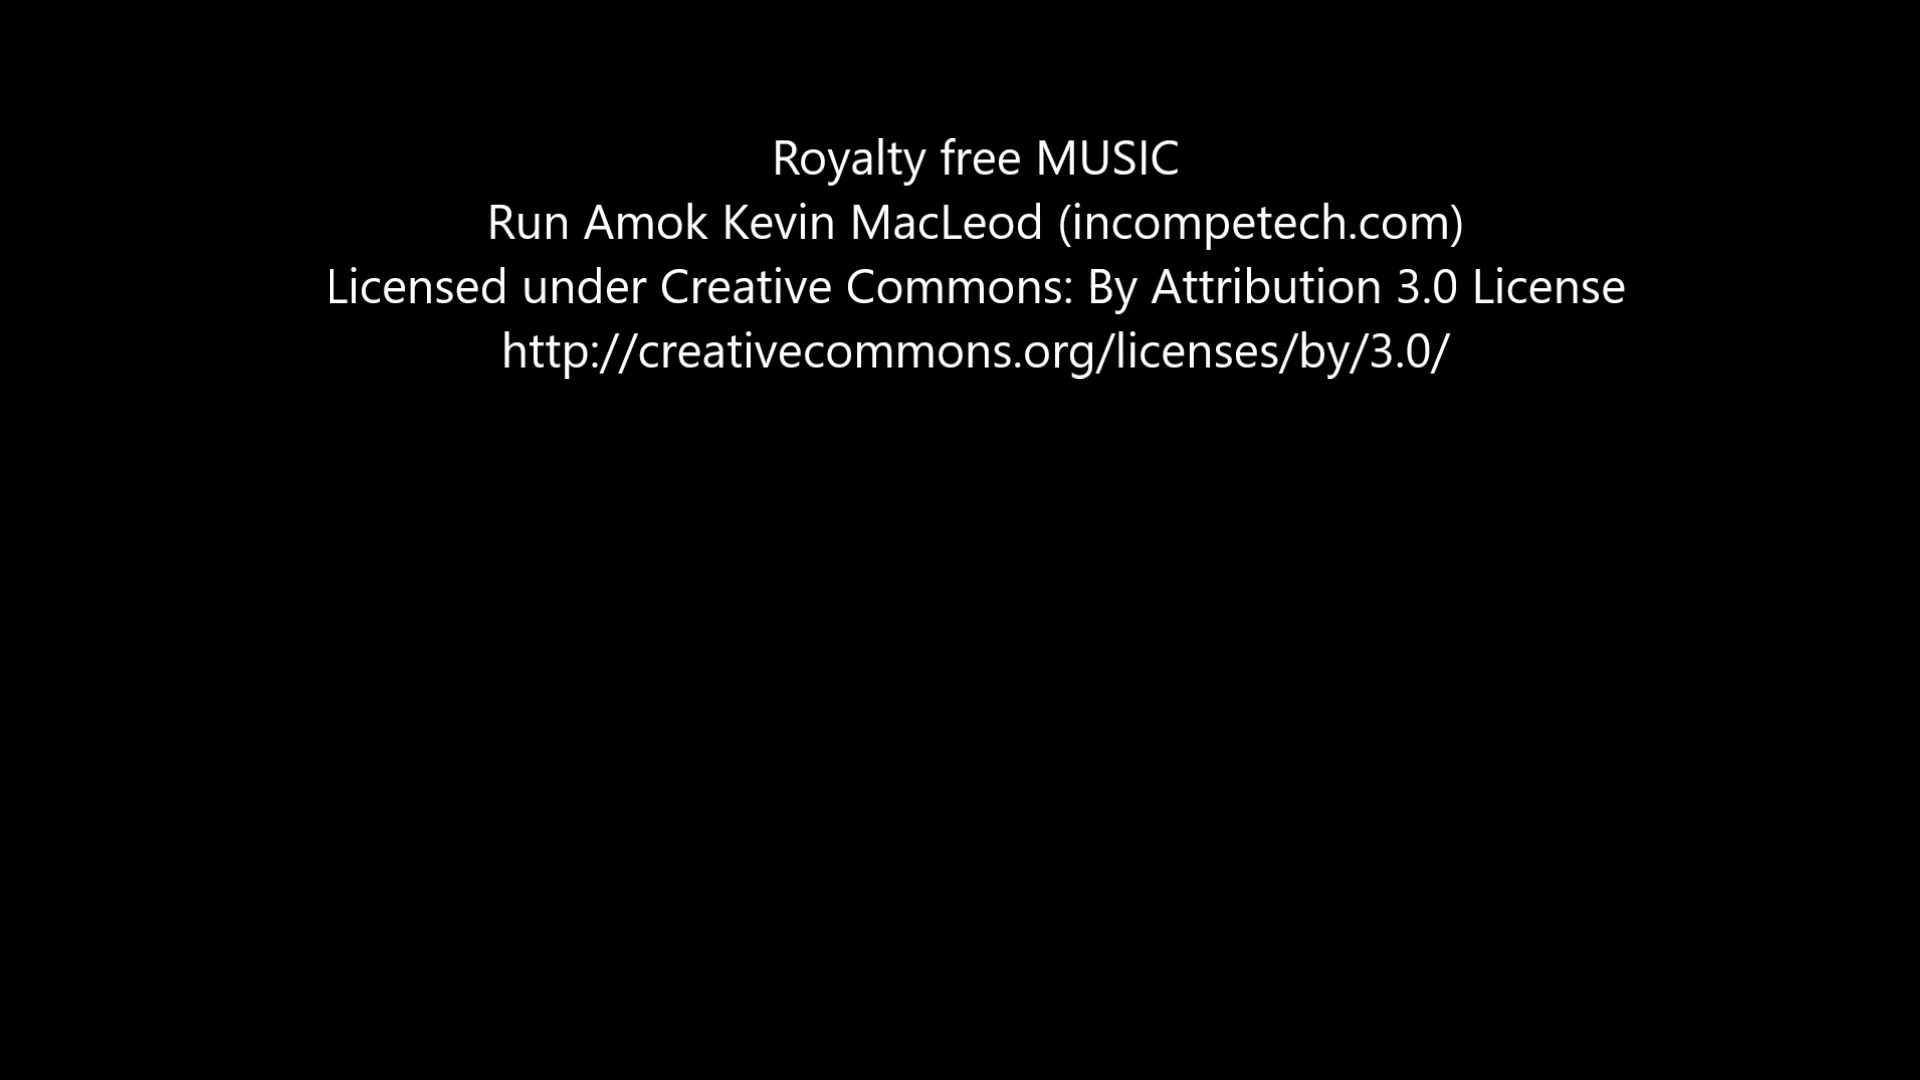 Royalty free MUSIC
Run Amok Kevin MacLeod (incompetech.com)
Licensed under Creative Commons: By Attribution 3.0 License
http://creativecommons.org/licenses/by/3.0/